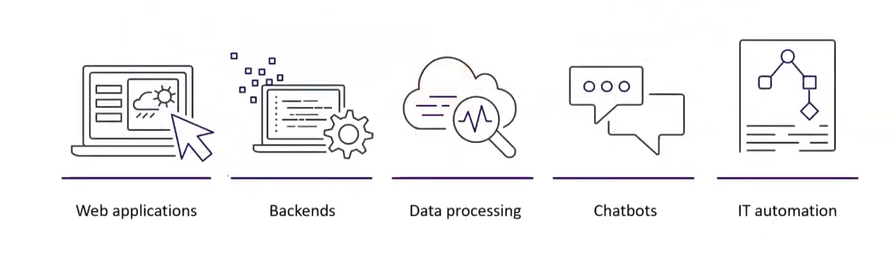 Web applications
Backends
Data processing
Chatbots
IT automation